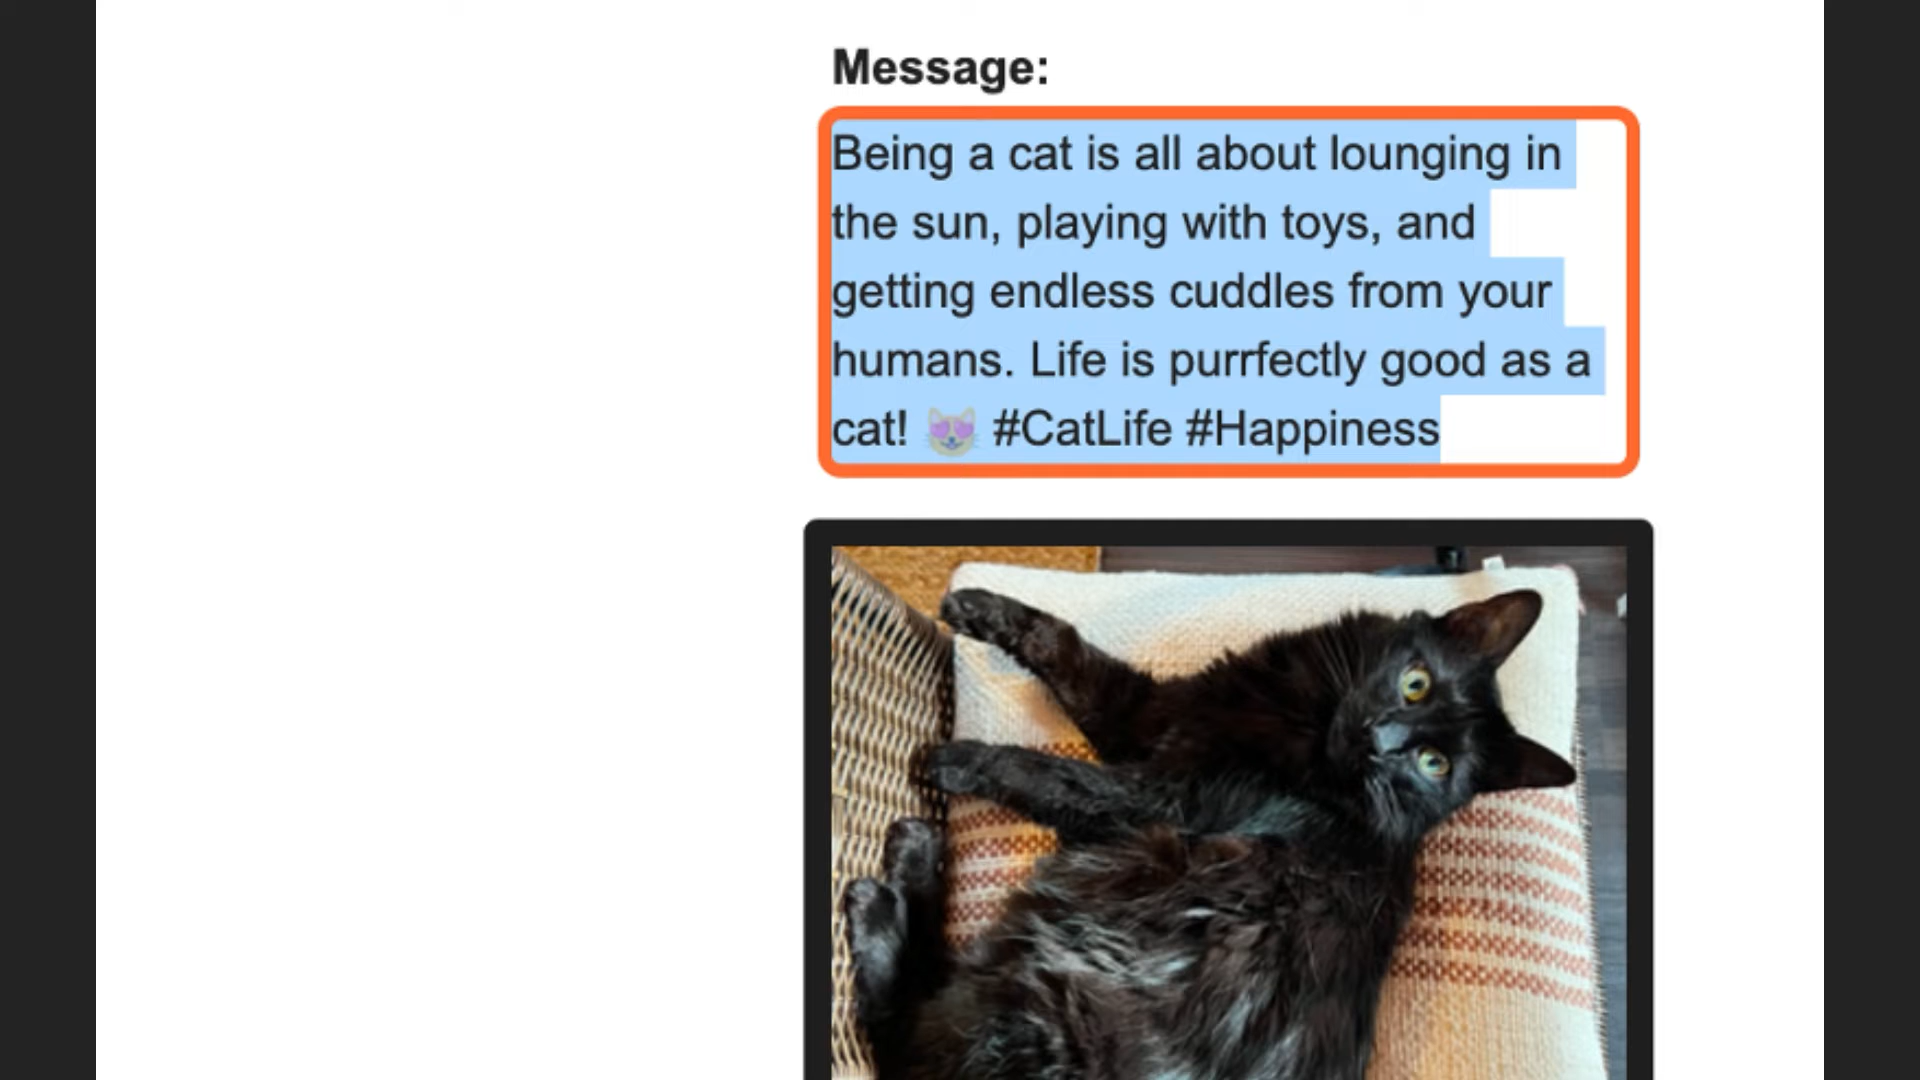 Message:
Being a cat is all about lounging in
the sun, playing with toys, and
getting endless cuddles from your
humans. Life is purrfectly good as a
cat! 😻 #CatLife #Happiness